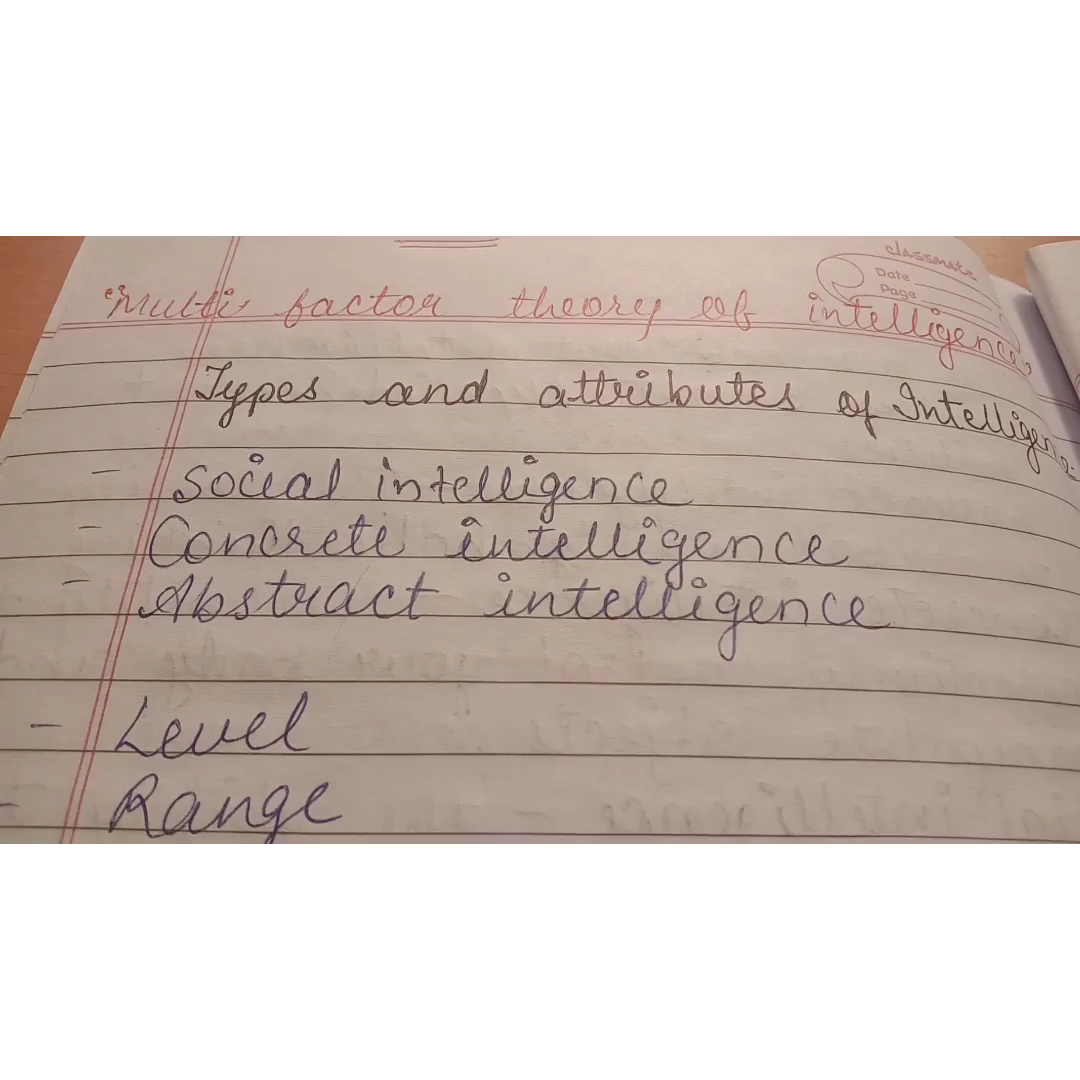 classmate
Date
Page
Multi factor theory of intelligence,
Types and attributes of Intelligen
- Social intelligence
- Concrete intelligence
- Abstract intelligence
- Level
- Range